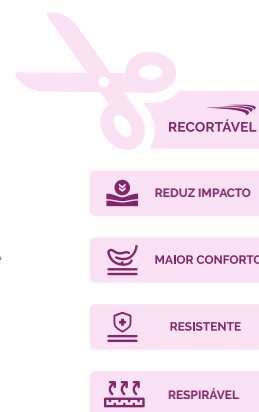 RECORTÁVEL
REDUZ IMPACTO
MAIOR CONFORTO
RESISTENTE
RESPIRÁVEL